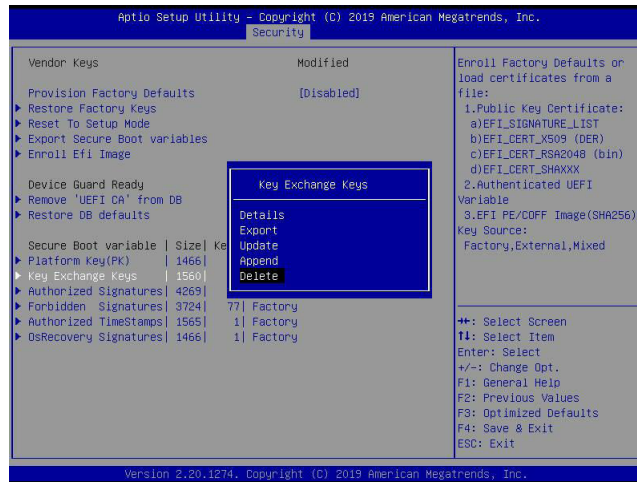 Aptio Setup Utility – Copyright (C) 2019 American Megatrends, Inc.
Security
Vendor Keys Modified
Provision Factory Defaults [Disabled]
Restore Factory Keys
Reset To Setup Mode
Export Secure Boot variables
Enroll Efi Image
Device Guard Ready
Remove 'UEFI CA' from DB
Restore DB defaults
Secure Boot variable | Size| Ke
Platform Key(PK) | 1466|
Key Exchange Keys | 1560|
Authorized Signatures| 4269|
Forbidden Signatures| 3724| 77| Factory
Authorized TimeStamps| 1565| 1| Factory
OsRecovery Signatures| 1466| 1| Factory
Key Exchange Keys
Details
Export
Update
Append
Delete
Enroll Factory Defaults or
load certificates from a
file:
1.Public Key Certificate:
a)EFI_SIGNATURE_LIST
b)EFI_CERT_X509 (DER)
c)EFI_CERT_RSA2048 (bin)
d)EFI_CERT_SHAXXX
2.Authenticated UEFI
Variable
3.EFI PE/COFF Image(SHA256)
Key Source:
Factory,External,Mixed
→←: Select Screen
↑↓: Select Item
Enter: Select
+/-: Change Opt.
F1: General Help
F2: Previous Values
F3: Optimized Defaults
F4: Save & Exit
ESC: Exit
Version 2.20.1274. Copyright (C) 2019 American Megatrends, Inc.